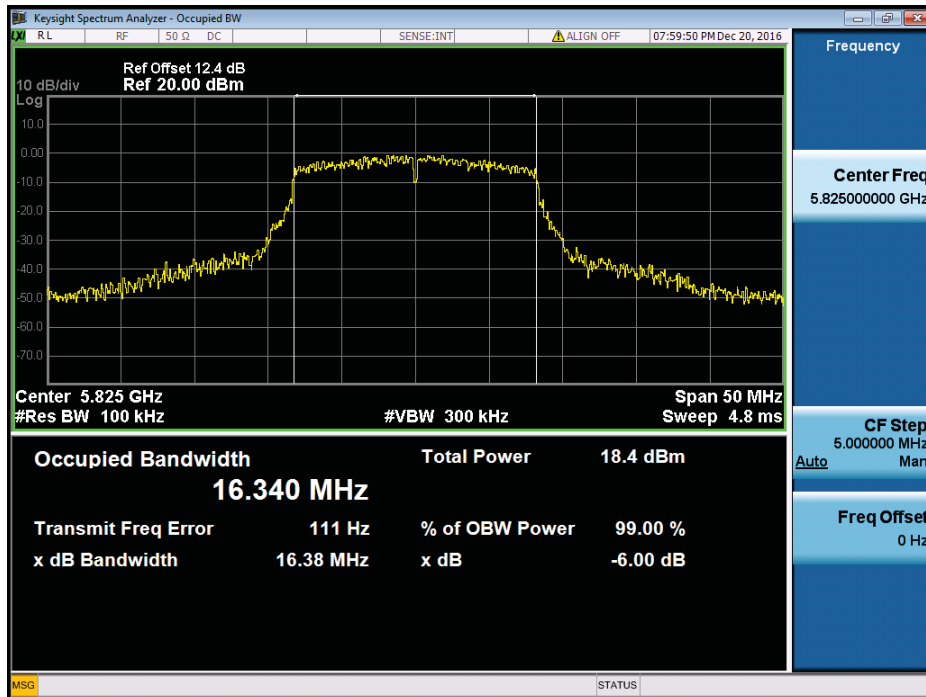 Keysight Spectrum Analyzer - Occupied BW
LXI RL RF 50 Ω DC SENSE:INT ALIGN OFF 07:59:50 PM Dec 20, 2016
Frequency
Ref Offset 12.4 dB
10 dB/div Ref 20.00 dBm
Log
10.0
0.00
-10.0
-20.0
-30.0
-40.0
-50.0
-60.0
-70.0
Center 5.825 GHz Span 50 MHz
#Res BW 100 kHz #VBW 300 kHz Sweep 4.8 ms
Occupied Bandwidth Total Power 18.4 dBm
16.340 MHz
Transmit Freq Error 111 Hz % of OBW Power 99.00 %
x dB Bandwidth 16.38 MHz x dB -6.00 dB
Center Freq
5.825000000 GHz
CF Step
5.000000 MHz
Auto Man
Freq Offset
0 Hz
MSG STATUS